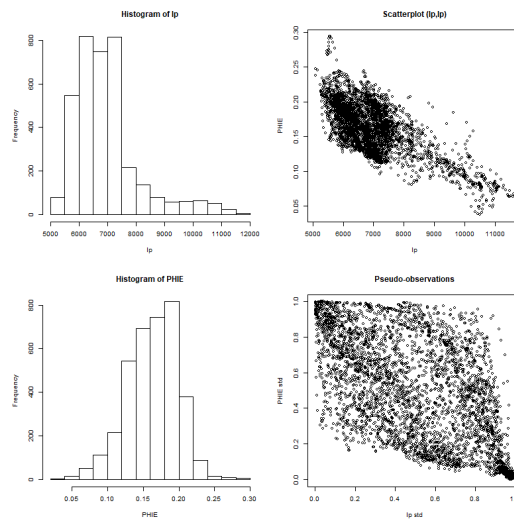 Histogram of Ip
Frequency
0 200 400 600 800
5000 6000 7000 8000 9000 10000 11000 12000
Ip
Scatterplot (Ip,Ip)
PHIE
0.05 0.10 0.15 0.20 0.25 0.30
5000 6000 7000 8000 9000 10000 11000
Ip
Histogram of PHIE
Frequency
0 200 400 600 800
0.05 0.10 0.15 0.20 0.25 0.30
PHIE
Pseudo-observations
PHIE std
0.0 0.2 0.4 0.6 0.8 1.0
0.0 0.2 0.4 0.6 0.8
Ip std